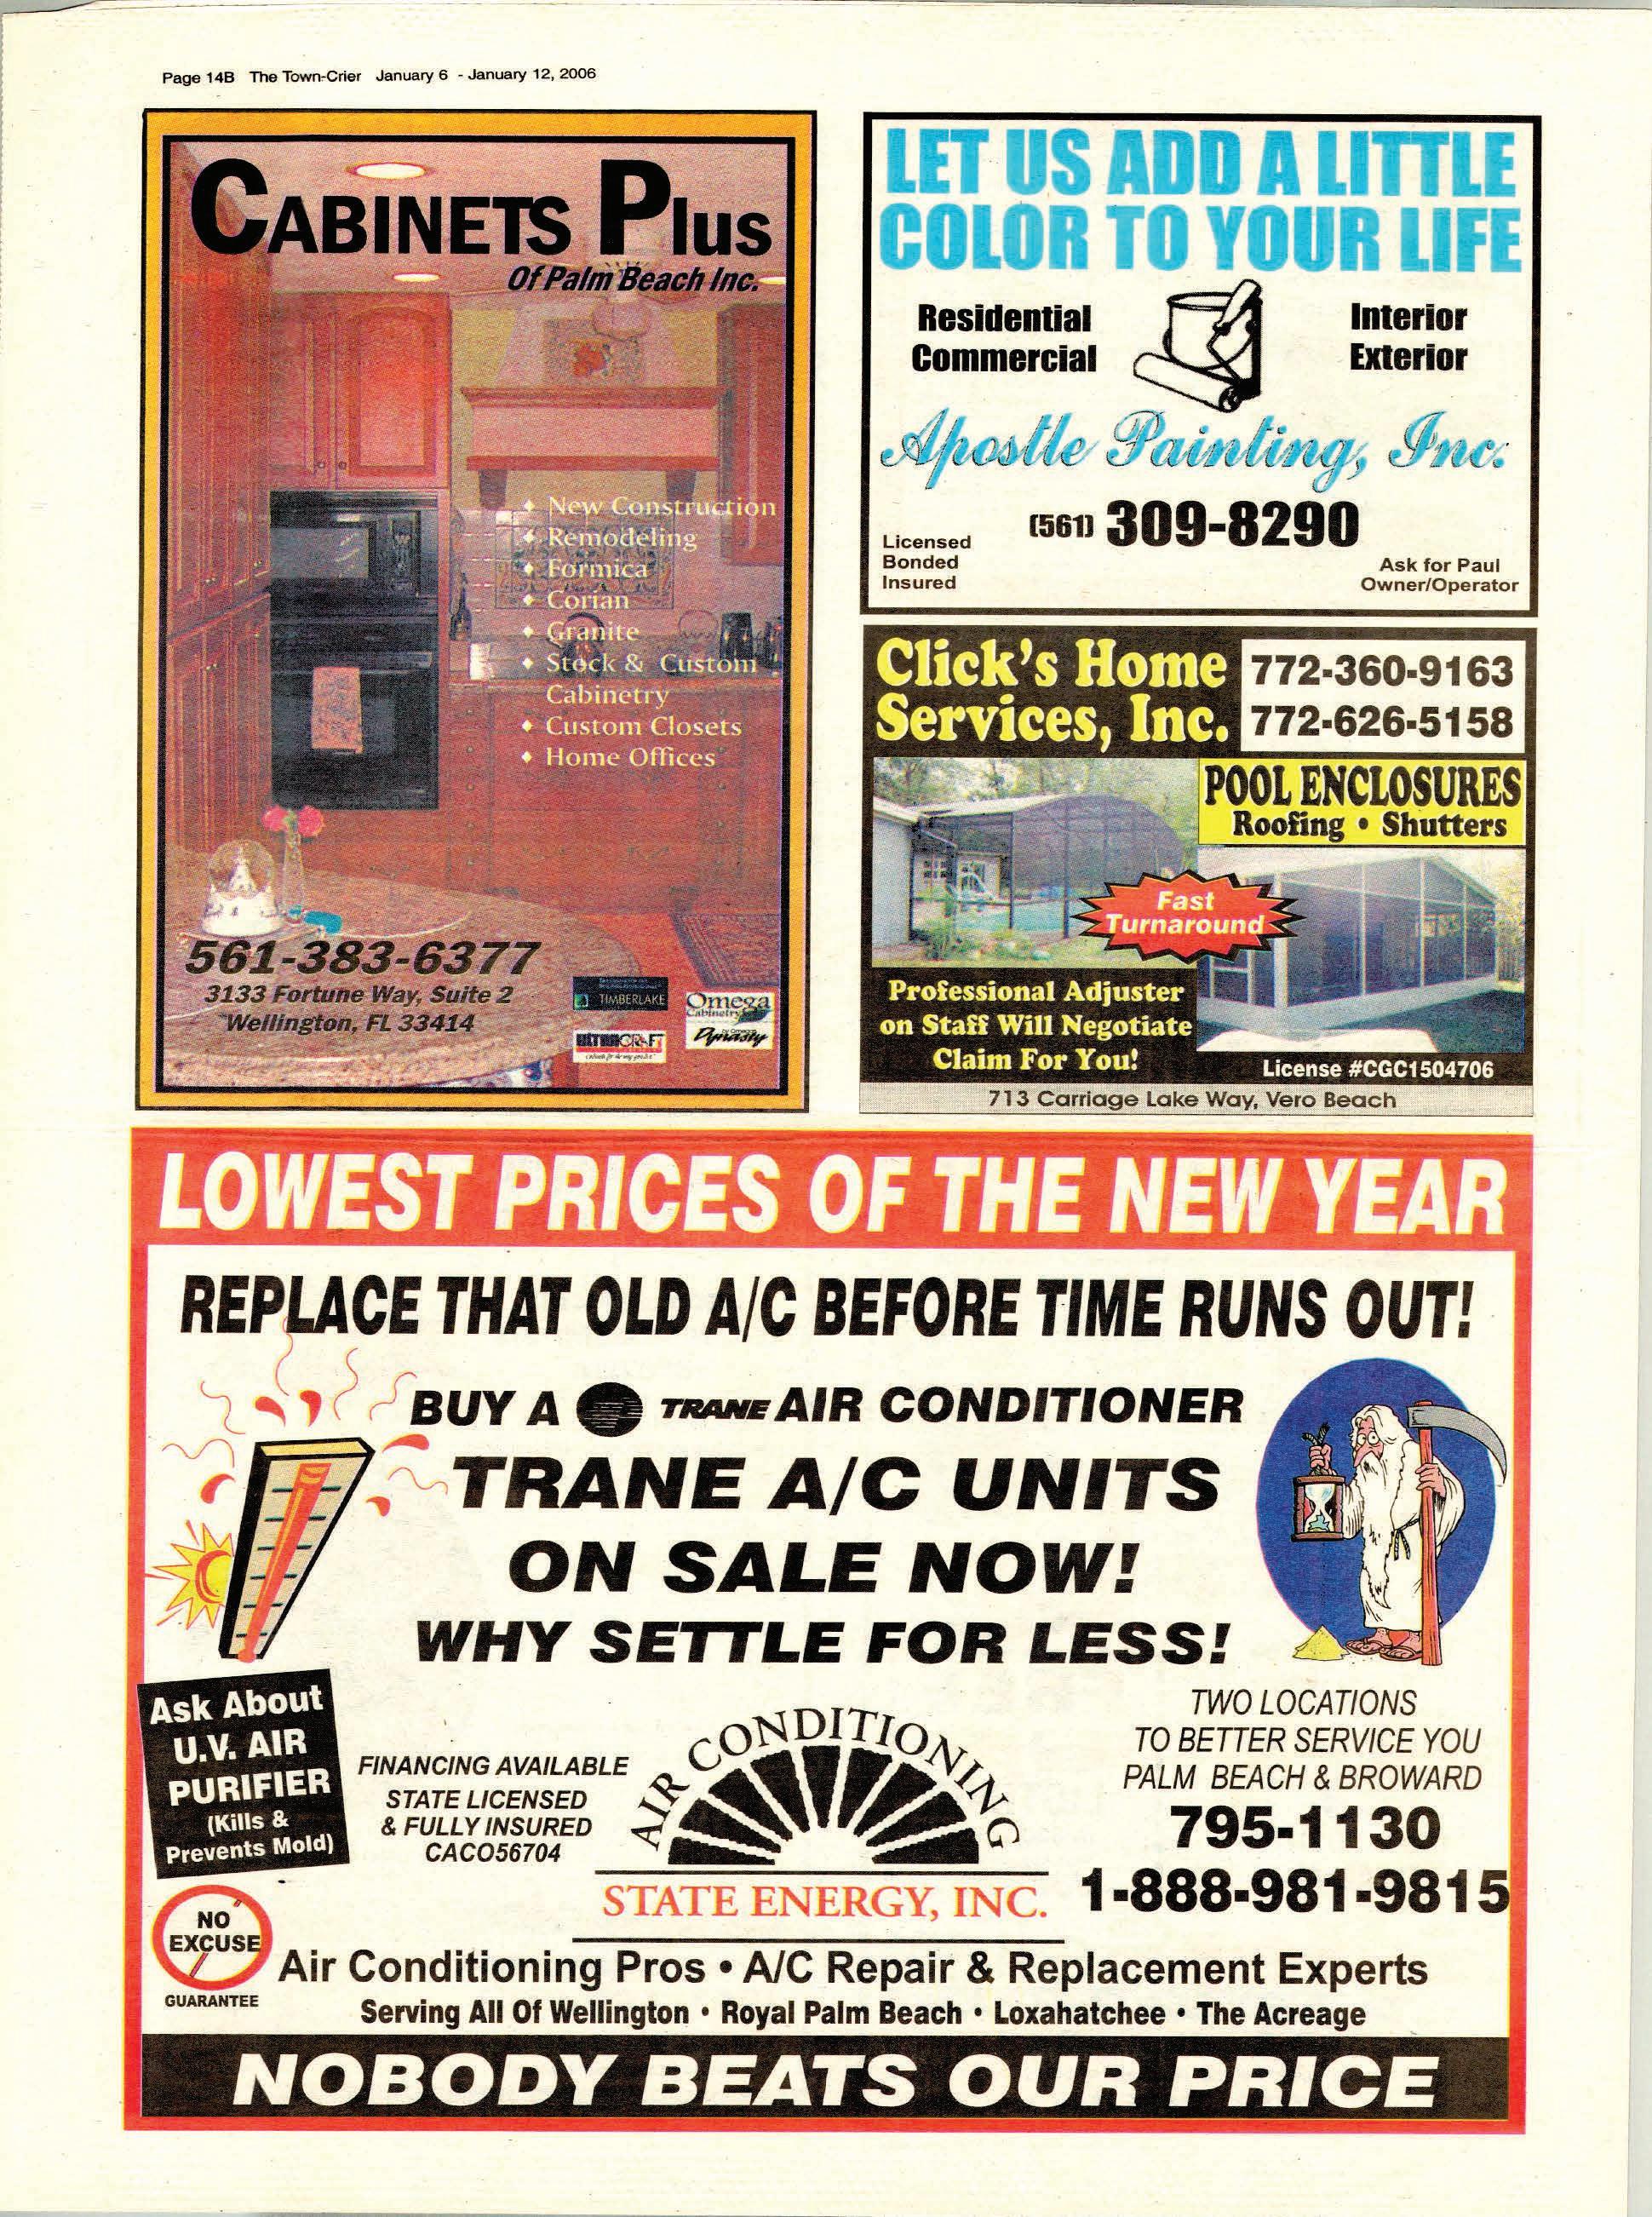 Page 14B The Town-Crier January 6 - January 12, 2006
CABINETS Plus
Of Palm Beach Inc.
♦ New Construction
♦ Remodeling
♦ Formica
♦ Corian
♦ Granite
♦ Stock & Custom
Cabinetry
♦ Custom Closets
♦ Home Offices
561-383-6377
3133 Fortune Way, Suite 2
Wellington, FL 33414
TIMBERLAKE
Omega
Cabinetry
ULTRACRAFT
by Omega
Dynasty
LET US ADD A LITTLE
COLOR TO YOUR LIFE
Residential
Commercial
Interior
Exterior
Apostle Painting, Inc.
(561) 309-8290
Licensed
Bonded
Insured
Ask for Paul
Owner/Operator
Click's Home
Services, Inc.
772-360-9163
772-626-5158
POOL ENCLOSURES
Roofing • Shutters
Fast
Turnaround
Professional Adjuster
on Staff Will Negotiate
Claim For You!
License #CGC1504706
713 Carriage Lake Way, Vero Beach
LOWEST PRICES OF THE NEW YEAR
REPLACE THAT OLD A/C BEFORE TIME RUNS OUT!
BUY A TRANE AIR CONDITIONER
TRANE A/C UNITS
ON SALE NOW!
WHY SETTLE FOR LESS!
Ask About
U.V. AIR
PURIFIER
(Kills &
Prevents Mold)
FINANCING AVAILABLE
STATE LICENSED
& FULLY INSURED
CACO56704
AIR CONDITIONING
STATE ENERGY, INC.
TWO LOCATIONS
TO BETTER SERVICE YOU
PALM BEACH & BROWARD
795-1130
1-888-981-9815
NO
EXCUSE
GUARANTEE
Air Conditioning Pros • A/C Repair & Replacement Experts
Serving All Of Wellington • Royal Palm Beach • Loxahatchee • The Acreage
NOBODY BEATS OUR PRICE